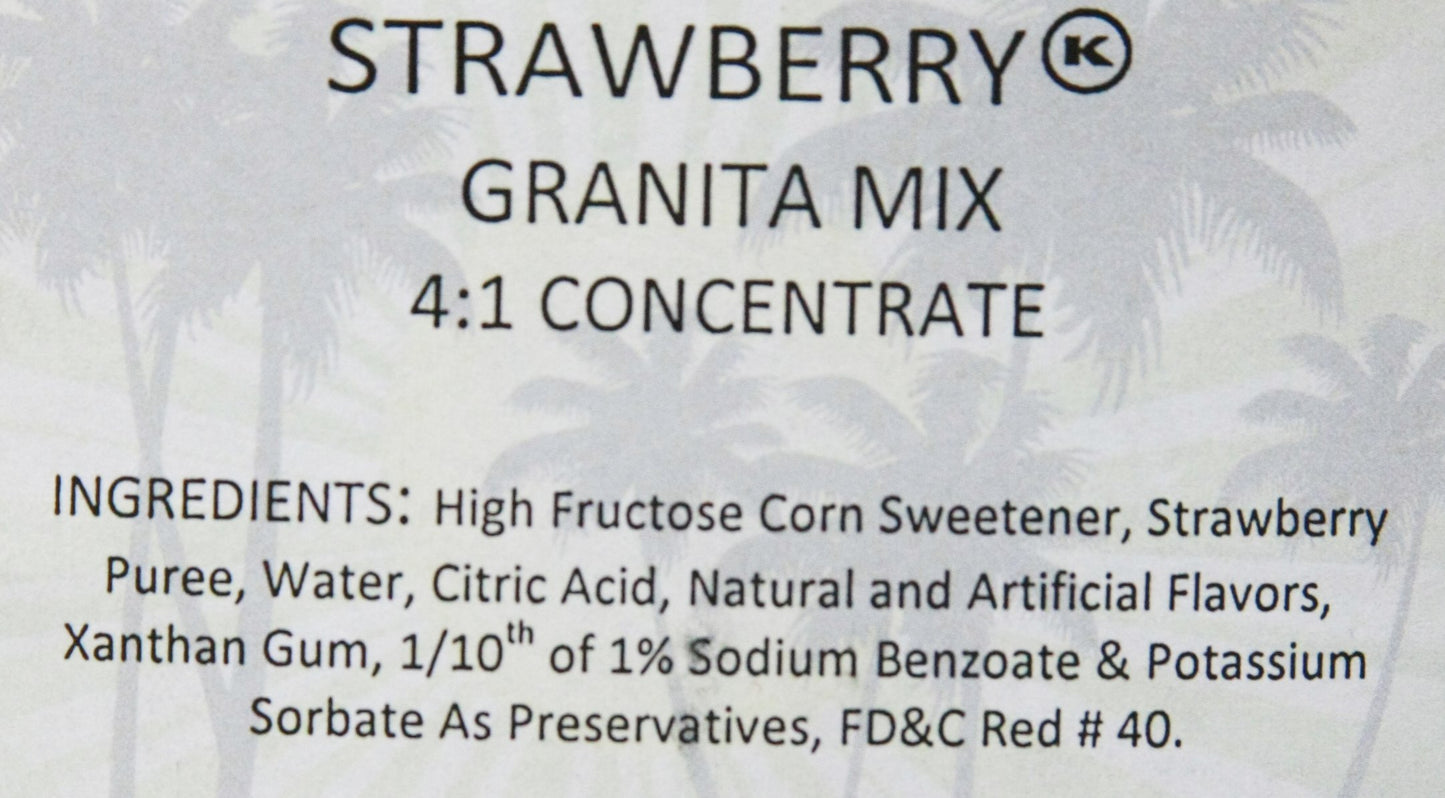 STRAWBERRY Ⓚ
GRANITA MIX
4:1 CONCENTRATE
INGREDIENTS: High Fructose Corn Sweetener, Strawberry
Puree, Water, Citric Acid, Natural and Artificial Flavors,
Xanthan Gum, 1/10th of 1% Sodium Benzoate & Potassium
Sorbate As Preservatives, FD&C Red # 40.